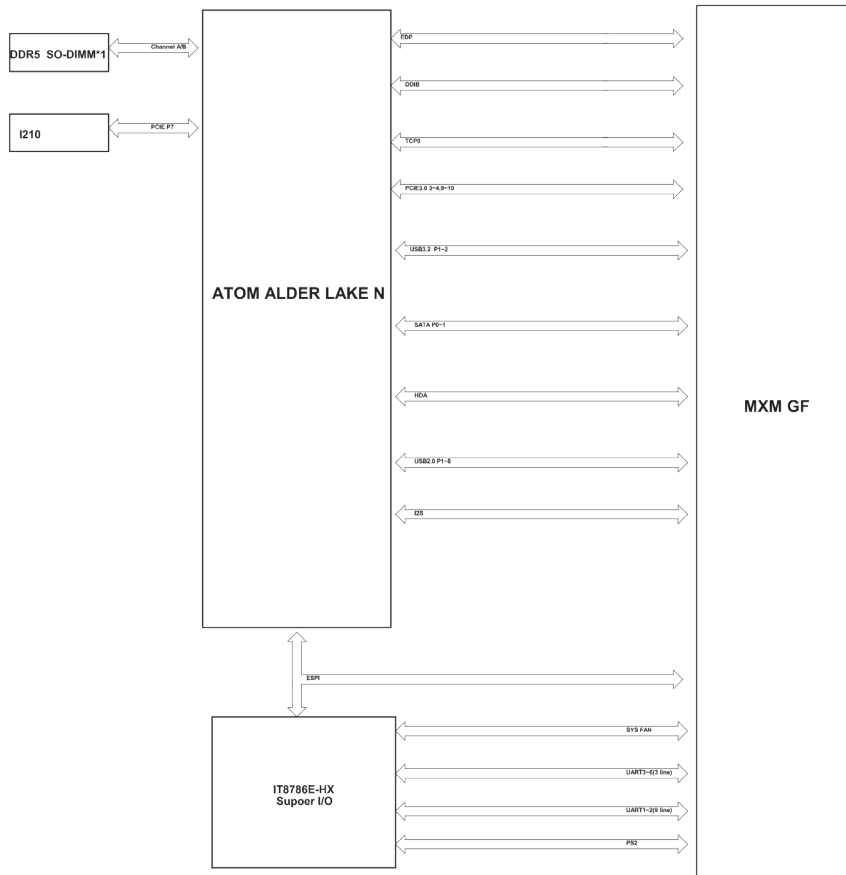 DDR5 SO-DIMM*1
Channel A/B
I210
PCIE P7
ATOM ALDER LAKE N
EDP
DDIB
TCP0
PCIE3.0 3~4,9~10
USB3.2 P1~2
SATA P0~1
HDA
USB2.0 P1~8
I2S
MXM GF
ESPI
IT8786E-HX
Supoer I/O
SYS FAN
UART3~6(3 line)
UART1~2(9 line)
PS2